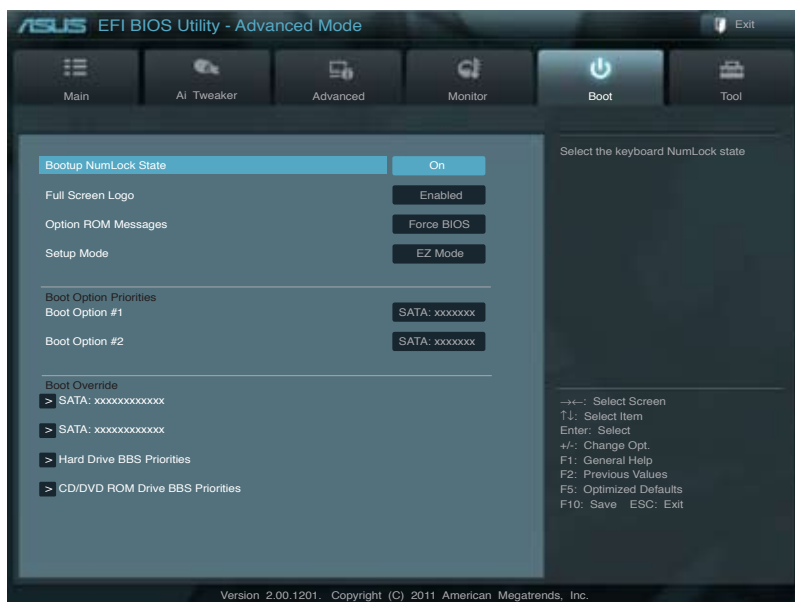 ASUS EFI BIOS Utility - Advanced Mode
Exit
Main
Ai Tweaker
Advanced
Monitor
Boot
Tool
Bootup NumLock State On
Full Screen Logo Enabled
Option ROM Messages Force BIOS
Setup Mode EZ Mode
Boot Option Priorities
Boot Option #1 SATA: xxxxxxx
Boot Option #2 SATA: xxxxxxx
Boot Override
> SATA: xxxxxxxxxxxx
> SATA: xxxxxxxxxxxx
> Hard Drive BBS Priorities
> CD/DVD ROM Drive BBS Priorities
Select the keyboard NumLock state
→←: Select Screen
↑↓: Select Item
Enter: Select
+/-: Change Opt.
F1: General Help
F2: Previous Values
F5: Optimized Defaults
F10: Save ESC: Exit
Version 2.00.1201. Copyright (C) 2011 American Megatrends, Inc.